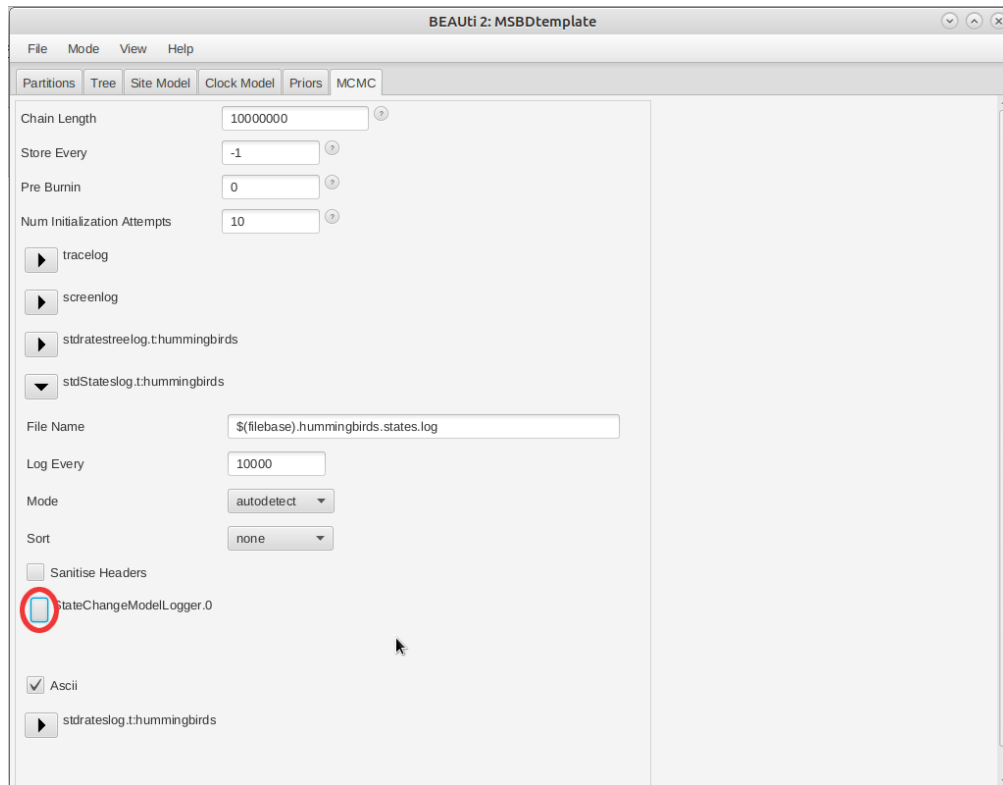 BEAUti 2: MSBDtemplate
File Mode View Help
Partitions Tree Site Model Clock Model Priors MCMC
Chain Length 10000000 ?
Store Every -1 ?
Pre Burnin 0 ?
Num Initialization Attempts 10 ?
tracelog
screenlog
stdratestreelog.t:hummingbirds
stdStateslog.t:hummingbirds
File Name $(filebase).hummingbirds.states.log
Log Every 10000
Mode autodetect
Sort none
Sanitise Headers
StateChangeModelLogger.0
Ascii
stdrateslog.t:hummingbirds